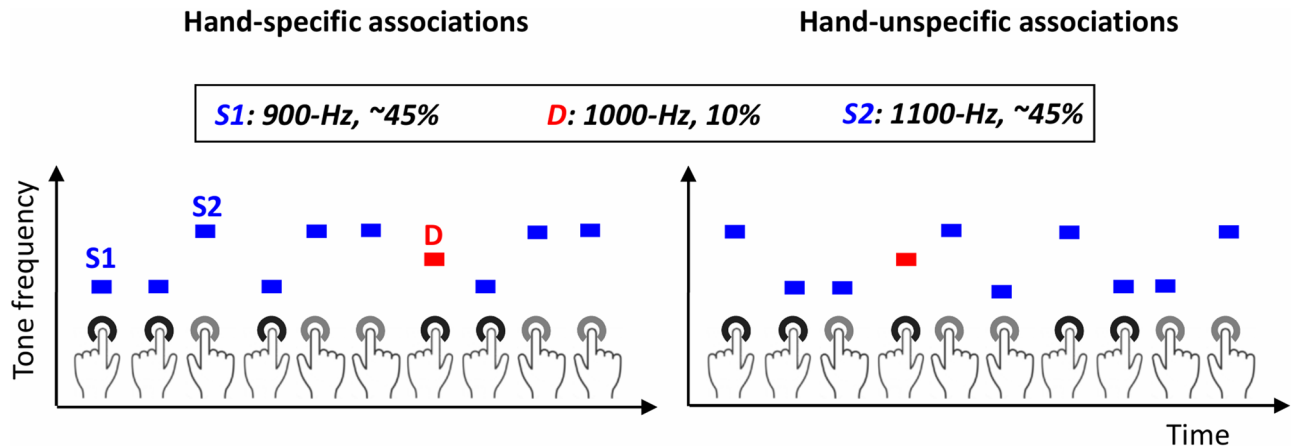 Hand-specific associations
Hand-unspecific associations
S1: 900-Hz, ~45%
D: 1000-Hz, 10%
S2: 1100-Hz, ~45%
Tone frequency
S2
D
S1
Time